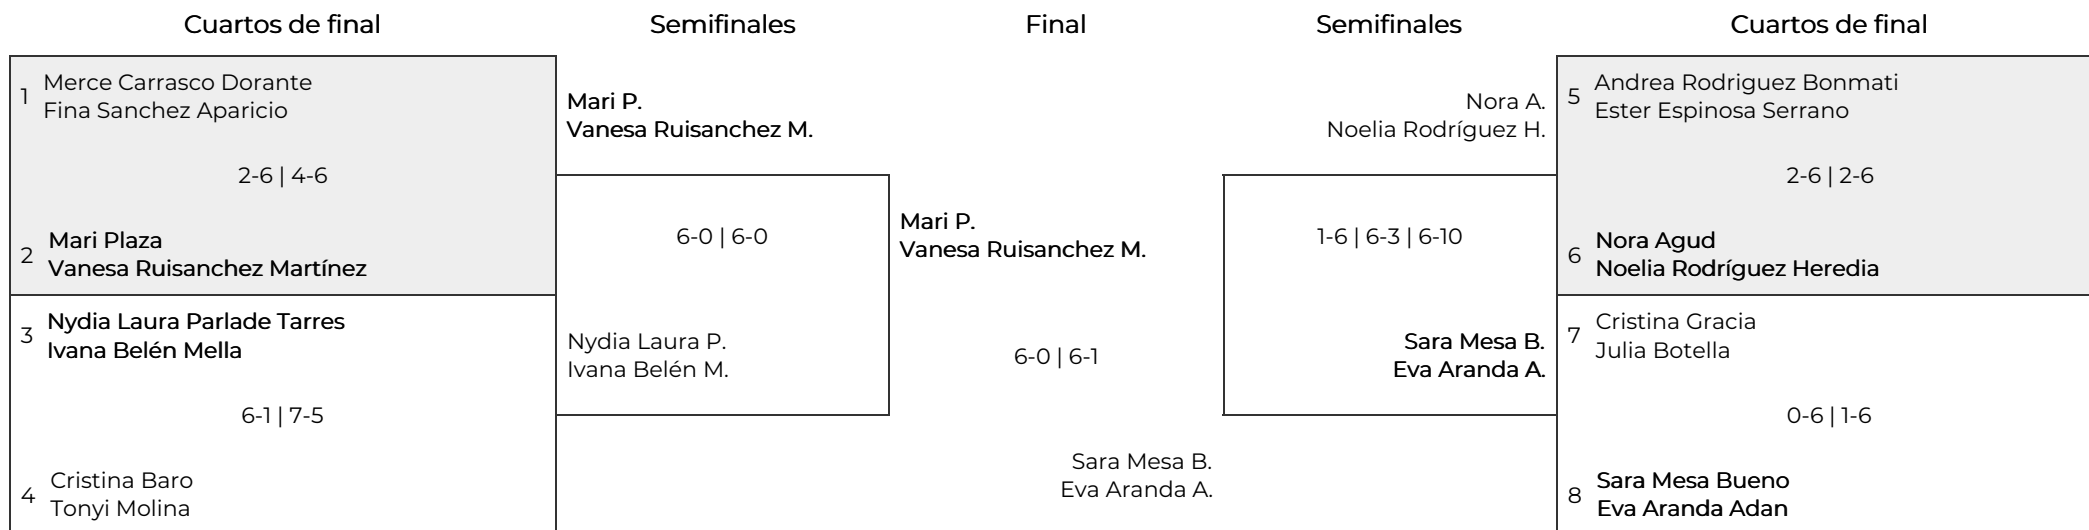 Cuartos de final
Semifinales
Final
Semifinales
Cuartos de final
1
Merce Carrasco Dorante
Fina Sanchez Aparicio
2-6 | 4-6
2
Mari Plaza
Vanesa Ruisanchez Martínez
3
Nydia Laura Parlade Tarres
Ivana Belén Mella
6-1 | 7-5
4
Cristina Baro
Tonyi Molina
Mari P.
Vanesa Ruisanchez M.
6-0 | 6-0
Nydia Laura P.
Ivana Belén M.
Mari P.
Vanesa Ruisanchez M.
6-0 | 6-1
Sara Mesa B.
Eva Aranda A.
Nora A.
Noelia Rodríguez H.
1-6 | 6-3 | 6-10
Sara Mesa B.
Eva Aranda A.
5
Andrea Rodriguez Bonmati
Ester Espinosa Serrano
2-6 | 2-6
6
Nora Agud
Noelia Rodríguez Heredia
7
Cristina Gracia
Julia Botella
0-6 | 1-6
8
Sara Mesa Bueno
Eva Aranda Adan